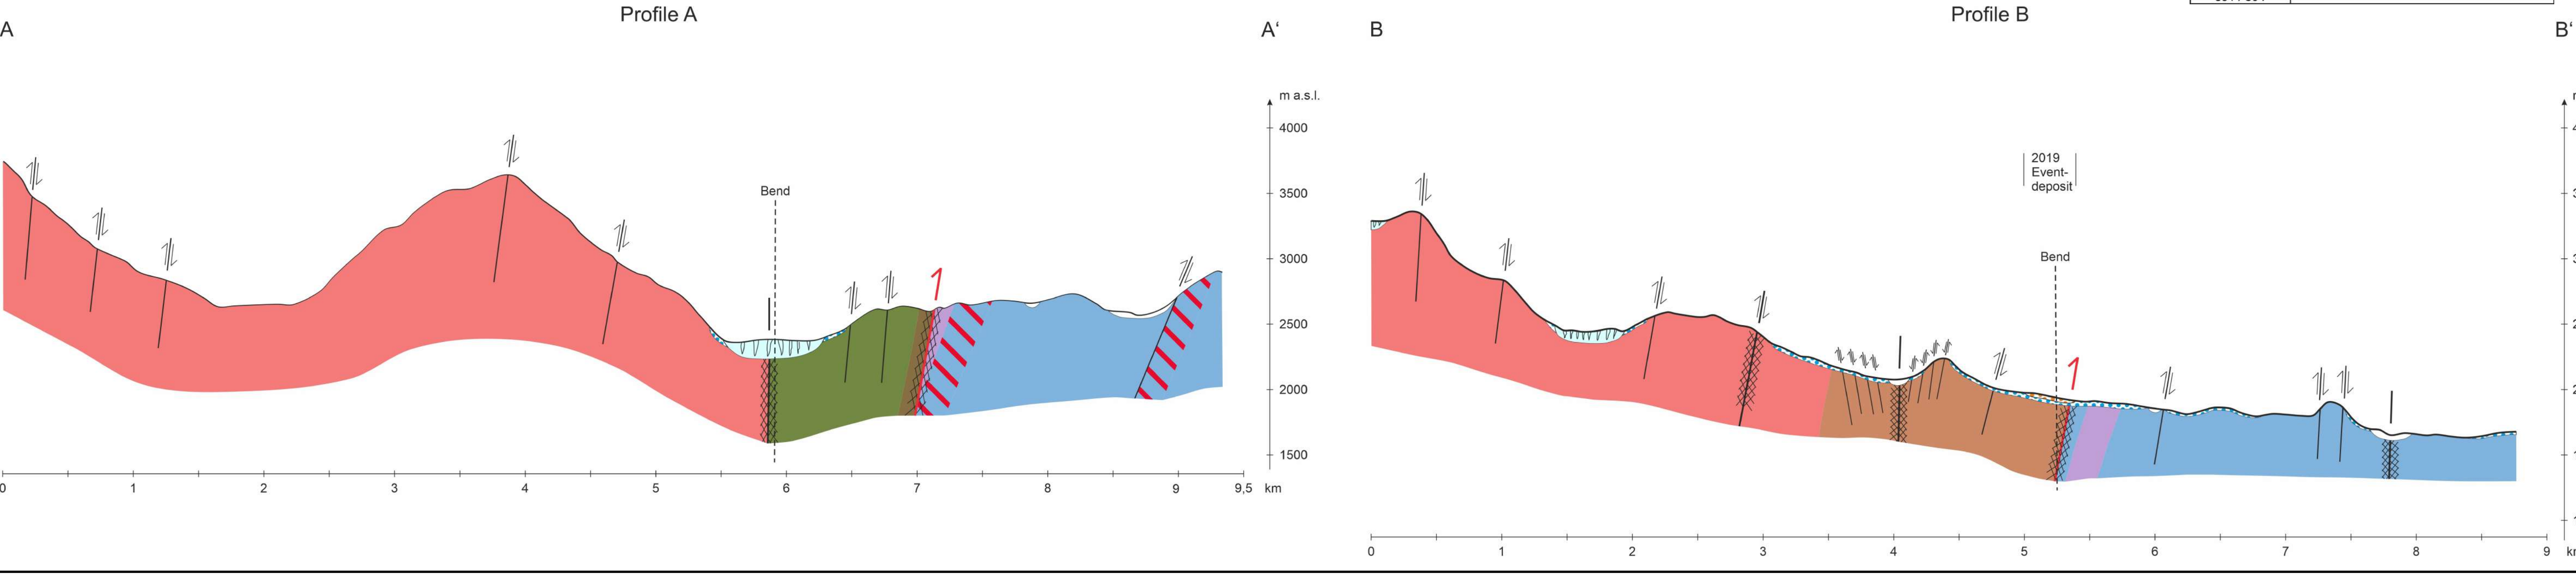 Profile A
Profile B
A
A‘
B
B‘
m a.s.l.
4000
3500
3000
2500
2000
1500
Bend
2019
Event-
deposit
Bend
0 1 2 3 4 5 6 7 8 9 9,5 km
0 1 2 3 4 5 6 7 8 9